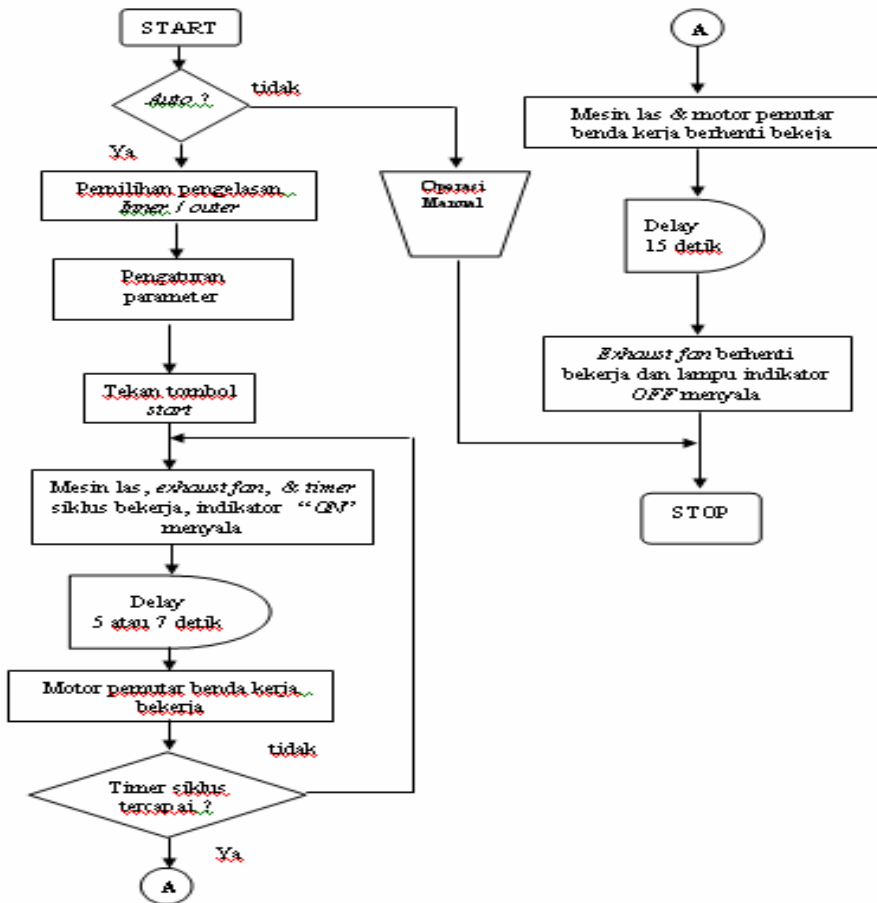 START
Auto ?
tidak
Ya
Pemilihan pengelasan
Inner / outer
Operasi
Manual
Pengaturan
parameter
Tekan tombol
start
Mesin las, exhaust fan, & timer
siklus bekerja, indikator “ON”
menyala
Delay
5 atau 7 detik
Motor pemutar benda kerja
bekerja
tidak
Timer siklus
tercapai ?
Ya
A
A
Mesin las & motor pemutar
benda kerja berhenti bekeja
Delay
15 detik
Exhaust fan berhenti
bekerja dan lampu indikator
OFF menyala
STOP